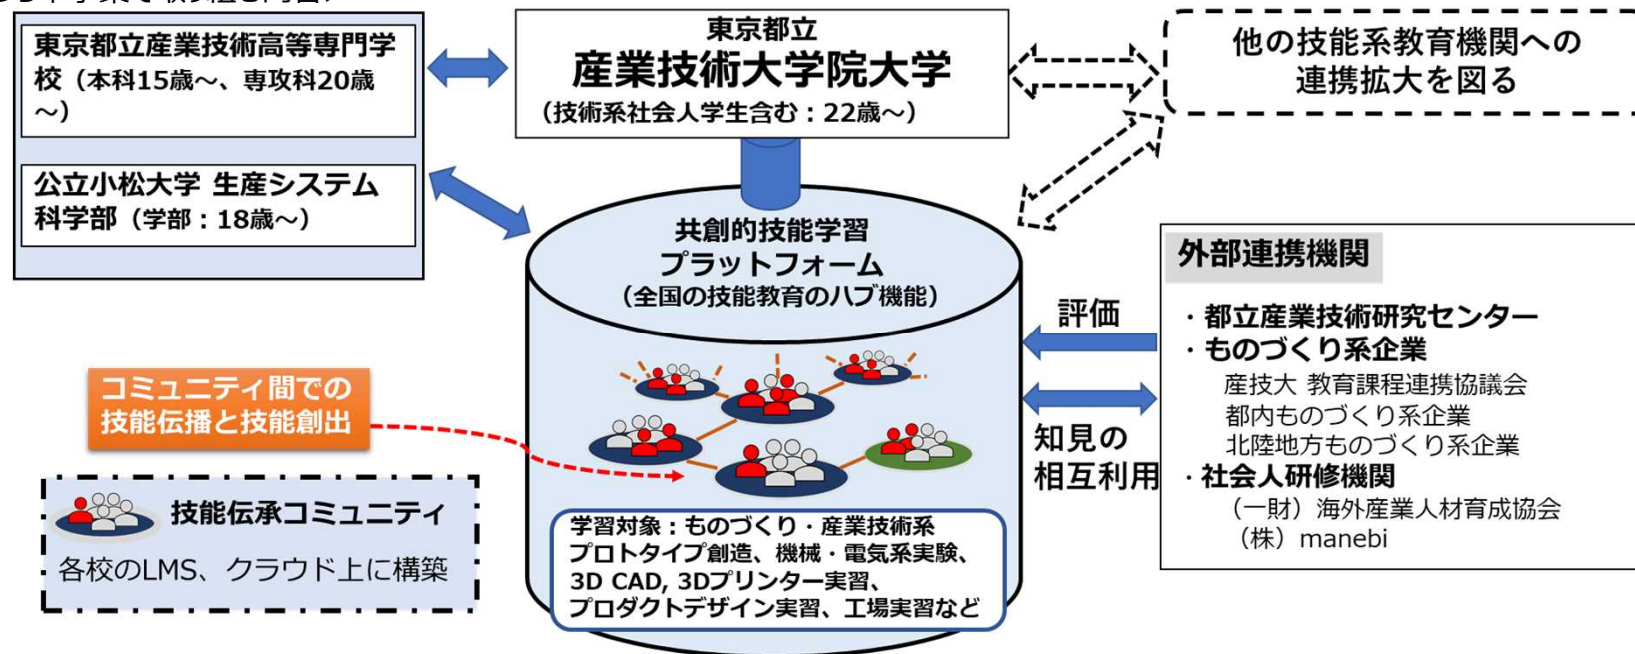 東京都立産業技術高等専門学
校（本科15歳～、専攻科20歳
～）
公立小松大学 生産システム
科学部（学部：18歳～）
東京都立
産業技術大学院大学
（技術系社会人学生含む：22歳～）
他の技能系教育機関への
連携拡大を図る
共創的技能学習
プラットフォーム
（全国の技能教育のハブ機能）
コミュニティ間での
技能伝播と技能創出
技能伝承コミュニティ
各校のLMS、クラウド上に構築
学習対象：ものづくり・産業技術系
プロトタイプ創造、機械・電気系実験、
3D CAD, 3Dプリンター実習、
プロダクトデザイン実習、工場実習など
評価
知見の
相互利用
外部連携機関
・都立産業技術研究センター
・ものづくり系企業
産技大 教育課程連携協議会
都内ものづくり系企業
北陸地方ものづくり系企業
・社会人研修機関
（一財）海外産業人材育成協会
（株）manebi